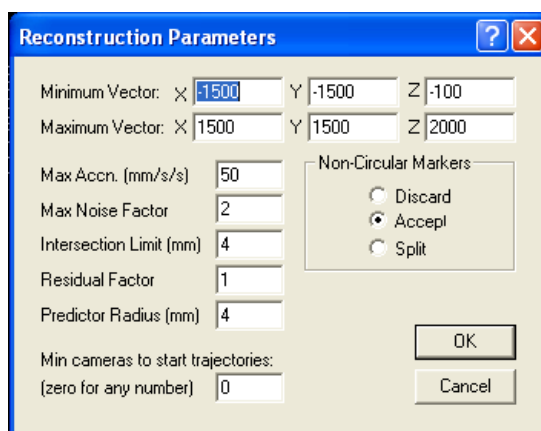 Reconstruction Parameters
Minimum Vector: X -1500 Y -1500 Z -100
Maximum Vector: X 1500 Y 1500 Z 2000
Max Accn. (mm/s/s) 50
Max Noise Factor 2
Intersection Limit (mm) 4
Residual Factor 1
Predictor Radius (mm) 4
Min cameras to start trajectories:
(zero for any number) 0
Non-Circular Markers
Discard
Accept
Split
OK
Cancel